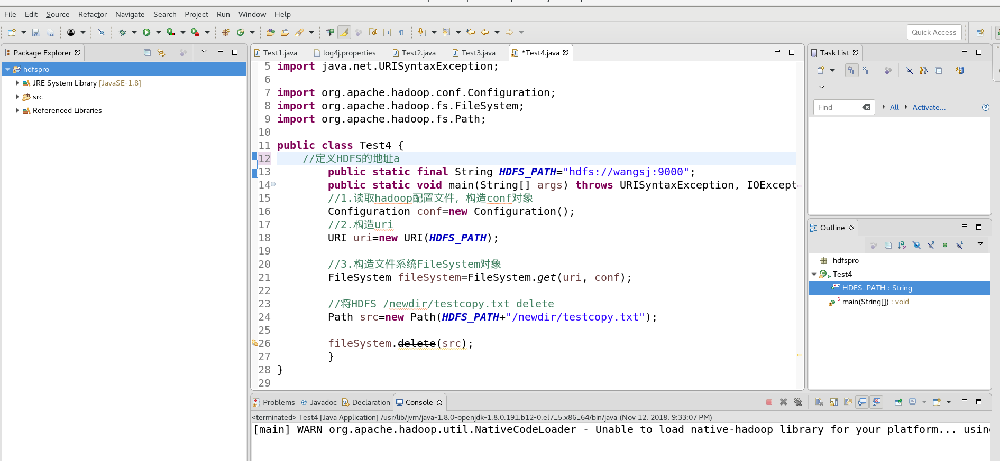 File Edit Source Refactor Navigate Search Project Run Window Help
Quick Access
Package Explorer
Test1.java log4j.properties Test2.java Test3.java *Test4.java
Task List
hdfspro
JRE System Library [JavaSE-1.8]
src
Referenced Libraries
5 import java.net.URISyntaxException;
6
7 import org.apache.hadoop.conf.Configuration;
8 import org.apache.hadoop.fs.FileSystem;
9 import org.apache.hadoop.fs.Path;
10
11 public class Test4 {
12 //定义HDFS的地址a
13 public static final String HDFS_PATH="hdfs://wangsj:9000";
14 public static void main(String[] args) throws URISyntaxException, IOExcept
15 //1.读取hadoop配置文件，构造conf对象
16 Configuration conf=new Configuration();
17 //2.构造uri
18 URI uri=new URI(HDFS_PATH);
19
20 //3.构造文件系统FileSystem对象
21 FileSystem fileSystem=FileSystem.get(uri, conf);
22
23 //将HDFS /newdir/testcopy.txt delete
24 Path src=new Path(HDFS_PATH+"/newdir/testcopy.txt");
25
26 fileSystem.delete(src);
27 }
28 }
29
Find All Activate...
Outline
hdfspro
Test4
HDFS_PATH : String
main(String[]) : void
Problems Javadoc Declaration Console
<terminated> Test4 [Java Application] /usr/lib/jvm/java-1.8.0-openjdk-1.8.0.191.b12-0.el7_5.x86_64/bin/java (Nov 12, 2018, 9:33:07 PM)
[main] WARN org.apache.hadoop.util.NativeCodeLoader - Unable to load native-hadoop library for your platform... using